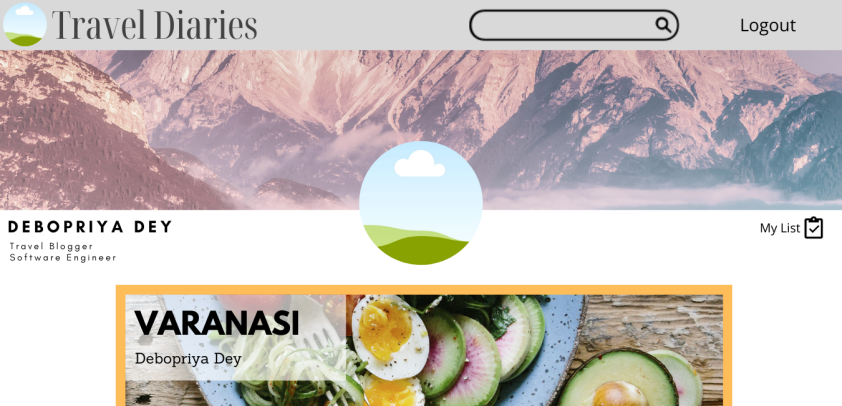 Travel Diaries
Logout
DEBOPRIYA DEY
Travel Blogger
Software Engineer
My List
VARANASI
Debopriya Dey